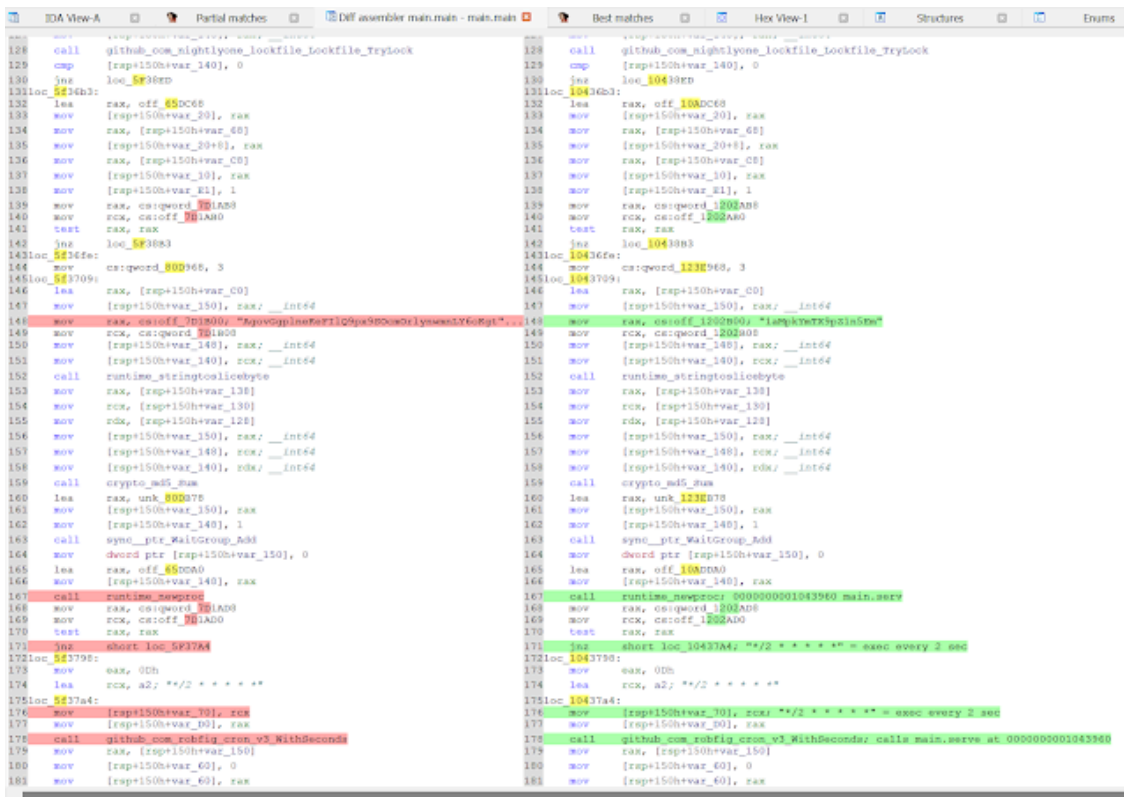 IDA View-A Partial matches Diff assembler main.main - main.main Best matches Hex View-1 Structures Enums
128 call github_com_nightlyone_lockfile_Lockfile_TryLock 128 call github_com_nightlyone_lockfile_Lockfile_TryLock
129 cmp [rsp+150h+var_140], 0 129 cmp [rsp+150h+var_140], 0
130 jnz loc_5F38ED 130 jnz loc_10438ED
131loc_5f36b3: 131loc_10436b3:
132 lea rax, off_65DC68 132 lea rax, off_10ADC68
133 mov [rsp+150h+var_20], rax 133 mov [rsp+150h+var_20], rax
134 mov rax, [rsp+150h+var_68] 134 mov rax, [rsp+150h+var_68]
135 mov [rsp+150h+var_20+8], rax 135 mov [rsp+150h+var_20+8], rax
136 mov rax, [rsp+150h+var_C8] 136 mov rax, [rsp+150h+var_C8]
137 mov [rsp+150h+var_10], rax 137 mov [rsp+150h+var_10], rax
138 mov [rsp+150h+var_E1], 1 138 mov [rsp+150h+var_E1], 1
139 mov rax, cs:qword_7D1AB8 139 mov rax, cs:qword_1202AB8
140 mov rcx, cs:off_7D1AB0 140 mov rcx, cs:off_1202AB0
141 test rax, rax 141 test rax, rax
142 jnz loc_5F38B3 142 jnz loc_10438B3
143loc_5f36fe: 143loc_10436fe:
144 mov cs:qword_80D968, 3 144 mov cs:qword_123E968, 3
145loc_5f3709: 145loc_1043709:
146 lea rax, [rsp+150h+var_C0] 146 lea rax, [rsp+150h+var_C0]
147 mov [rsp+150h+var_150], rax; __int64 147 mov [rsp+150h+var_150], rax; __int64
148 mov rax, cs:off_7D1B00; 148 mov rax, cs:off_1202B00;
149 mov rcx, cs:qword_7D1B08 149 mov rcx, cs:qword_1202B08
150 mov [rsp+150h+var_148], rax; __int64 150 mov [rsp+150h+var_148], rax; __int64
151 mov [rsp+150h+var_140], rcx; __int64 151 mov [rsp+150h+var_140], rcx; __int64
152 call runtime_stringtoslicebyte 152 call runtime_stringtoslicebyte
153 mov rax, [rsp+150h+var_138] 153 mov rax, [rsp+150h+var_138]
154 mov rcx, [rsp+150h+var_130] 154 mov rcx, [rsp+150h+var_130]
155 mov rdx, [rsp+150h+var_128] 155 mov rdx, [rsp+150h+var_128]
156 mov [rsp+150h+var_150], rax; __int64 156 mov [rsp+150h+var_150], rax; __int64
157 mov [rsp+150h+var_148], rcx; __int64 157 mov [rsp+150h+var_148], rcx; __int64
158 mov [rsp+150h+var_140], rdx; __int64 158 mov [rsp+150h+var_140], rdx; __int64
159 call crypto_md5_Sum 159 call crypto_md5_Sum
160 lea rax, unk_80DB78 160 lea rax, unk_123EB78
161 mov [rsp+150h+var_150], rax 161 mov [rsp+150h+var_150], rax
162 mov [rsp+150h+var_148], 1 162 mov [rsp+150h+var_148], 1
163 call sync__ptr_WaitGroup_Add 163 call sync__ptr_WaitGroup_Add
164 mov dword ptr [rsp+150h+var_150], 0 164 mov dword ptr [rsp+150h+var_150], 0
165 lea rax, off_65DDA0 165 lea rax, off_10ADDA0
166 mov [rsp+150h+var_148], rax 166 mov [rsp+150h+var_148], rax
167 call runtime_newproc 167 call runtime_newproc; 0000000001043960 main.serv
168 mov rax, cs:qword_7D1AD8 168 mov rax, cs:qword_1202AD8
169 mov rcx, cs:off_7D1AD0 169 mov rcx, cs:off_1202AD0
170 test rax, rax 170 test rax, rax
171 jnz short loc_5F37A4 171 jnz short loc_10437A4; "*/2 * * * * *" = exec every 2 sec
172loc_5f3798: 172loc_1043798:
173 mov eax, 0Dh 173 mov eax, 0Dh
174 lea rcx, a2; "*/2 * * * * *" 174 lea rcx, a2; "*/2 * * * * *"
175loc_5f37a4: 175loc_10437a4:
176 mov [rsp+150h+var_70], rcx 176 mov [rsp+150h+var_70], rcx; "*/2 * * * * *" = exec every 2 sec
177 mov [rsp+150h+var_D0], rax 177 mov [rsp+150h+var_D0], rax
178 call github_com_robfig_cron_v3_WithSeconds 178 call github_com_robfig_cron_v3_WithSeconds; calls main.serve at 0000000001043960
179 mov rax, [rsp+150h+var_150] 179 mov rax, [rsp+150h+var_150]
180 mov [rsp+150h+var_60], 0 180 mov [rsp+150h+var_60], 0
181 mov [rsp+150h+var_60], rax 181 mov [rsp+150h+var_60], rax